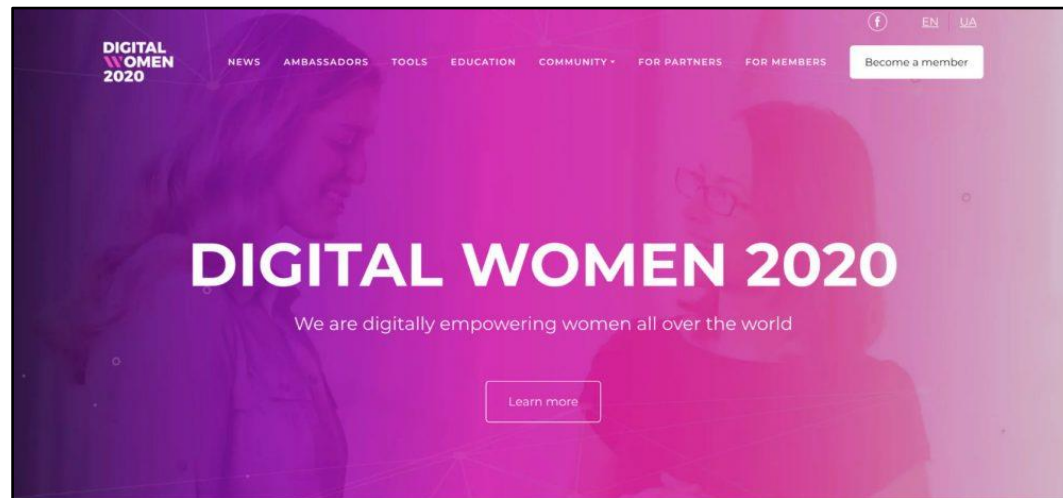 f
EN UA
DIGITAL
WOMEN
2020
NEWS AMBASSADORS TOOLS EDUCATION COMMUNITY FOR PARTNERS FOR MEMBERS Become a member
DIGITAL WOMEN 2020
We are digitally empowering women all over the world
Learn more